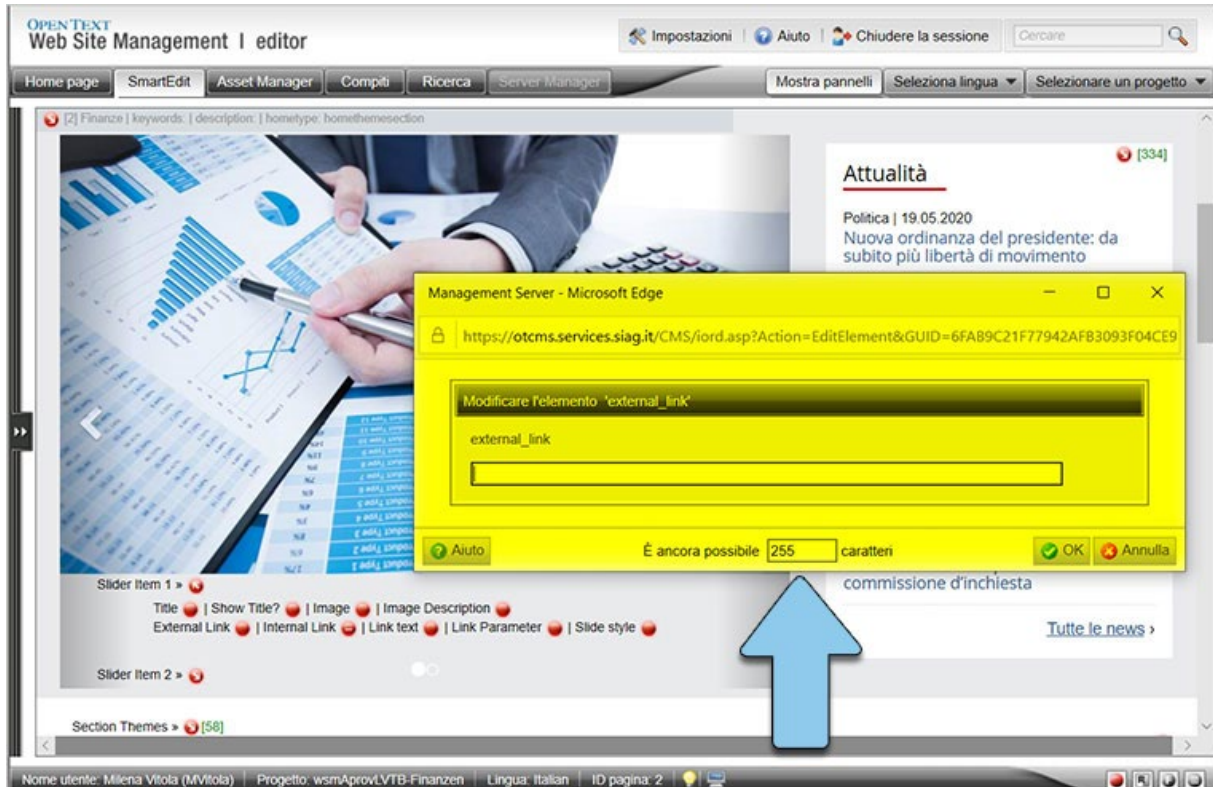 OPEN TEXT
Web Site Management | editor
Impostazioni | Aiuto | Chiudere la sessione
Cercare
Home page SmartEdit Asset Manager Compiti Ricerca Server Manager
Mostra pannelli Seleziona lingua Selezionare un progetto
[2] Finanze | keywords: | description: | hometype: homethemesection
[334]
Attualità
Politica | 19.05.2020
Nuova ordinanza del presidente: da
subito più libertà di movimento
Management Server - Microsoft Edge
https://otcms.services.siag.it/CMS/iord.asp?Action=EditElement&GUID=6FA89C21F77942AFB3093F04CE9
Modificare l'elemento 'external_link'
external_link
Aiuto
È ancora possibile 255 caratteri
OK Annulla
commissione d'inchiesta
Tutte le news ›
Slider Item 1 »
Title | Show Title? | Image | Image Description
External Link | Internal Link | Link text | Link Parameter | Slide style
Slider Item 2 »
Section Themes » [58]
Nome utente: Milena Vitola (MVitola) Progetto: wsmAprovLVTB-Finanzen Lingua: Italian ID pagina: 2